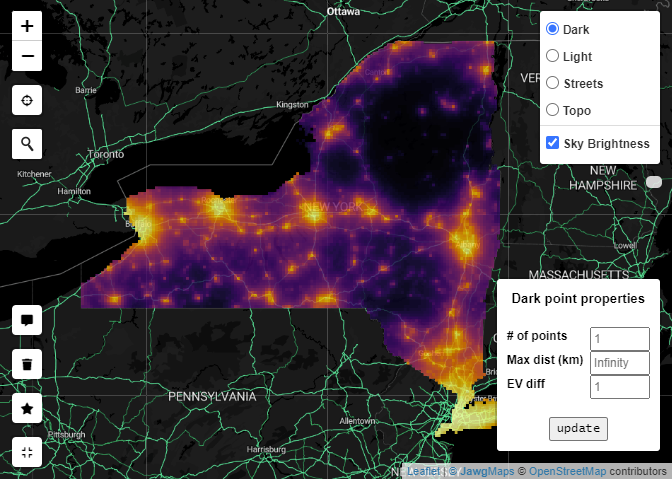 Ottawa
+
−
Dark
Light
Streets
Topo
Sky Brightness
VER
Barrie
Kingston
Toronto
Kitchener
Hamilton
NEW YORK
NEW
HAMPSHIRE
Lowell
Albany
MASSACHUSETTS
Dark point properties
# of points
1
Max dist (km)
Infinity
EV diff
1
update
PENNSYLVANIA
Allentown
Pittsburgh
Harrisburg
Leaflet | © JawgMaps © OpenStreetMap contributors